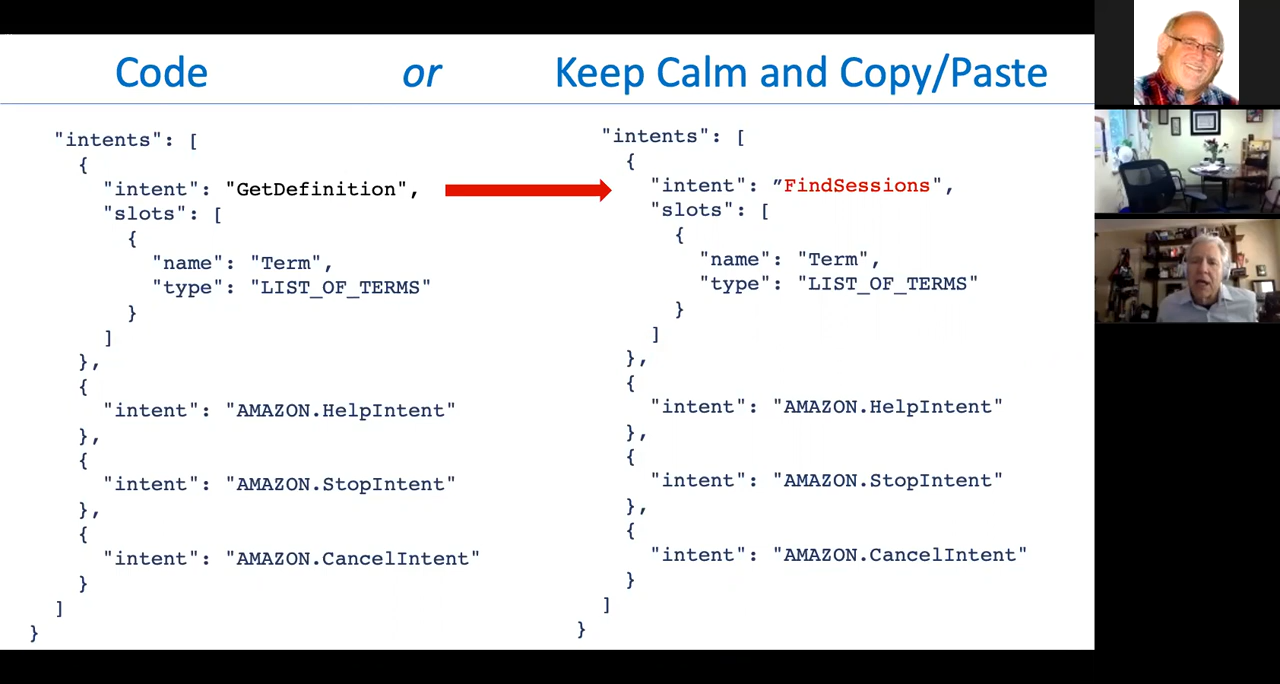 Code or Keep Calm and Copy/Paste
"intents": [
{
"intent": "GetDefinition",
"slots": [
{
"name": "Term",
"type": "LIST_OF_TERMS"
}
]
},
{
"intent": "AMAZON.HelpIntent"
},
{
"intent": "AMAZON.StopIntent"
},
{
"intent": "AMAZON.CancelIntent"
}
]
}
"intents": [
{
"intent": ”FindSessions",
"slots": [
{
"name": "Term",
"type": "LIST_OF_TERMS"
}
]
},
{
"intent": "AMAZON.HelpIntent"
},
{
"intent": "AMAZON.StopIntent"
},
{
"intent": "AMAZON.CancelIntent"
}
]
}